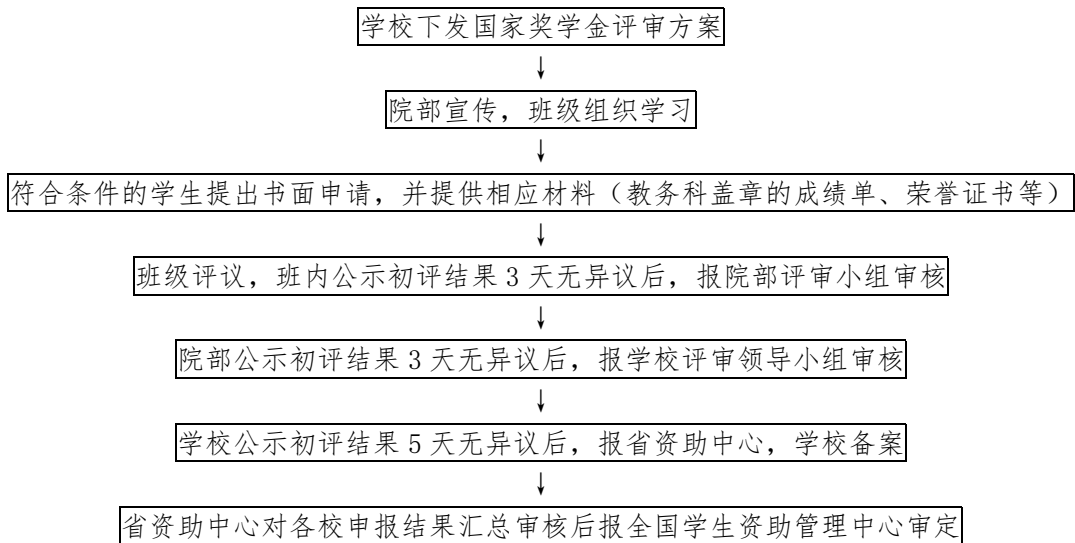 学校下发国家奖学金评审方案
↓
院部宣传，班级组织学习
↓
符合条件的学生提出书面申请，并提供相应材料（教务科盖章的成绩单、荣誉证书等）
↓
班级评议，班内公示初评结果 3 天无异议后，报院部评审小组审核
↓
院部公示初评结果 3 天无异议后，报学校评审领导小组审核
↓
学校公示初评结果 5 天无异议后，报省资助中心，学校备案
↓
省资助中心对各校申报结果汇总审核后报全国学生资助管理中心审定